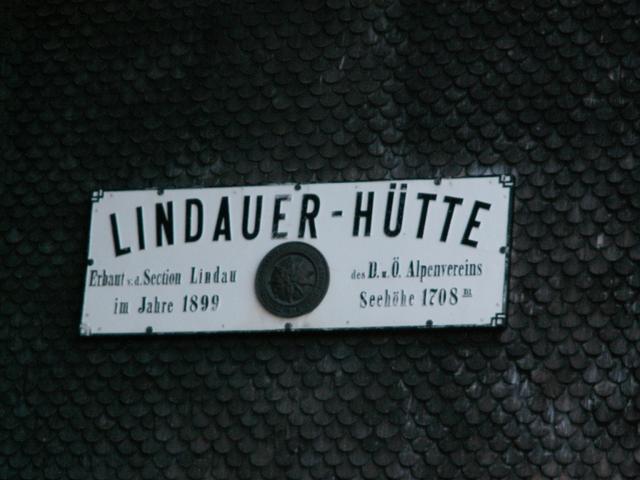 LINDAUER-HÜTTE
Erbaut v. d. Section Lindau
im Jahre 1899
des D. u. Ö. Alpenvereins
Seehöhe 1708 m